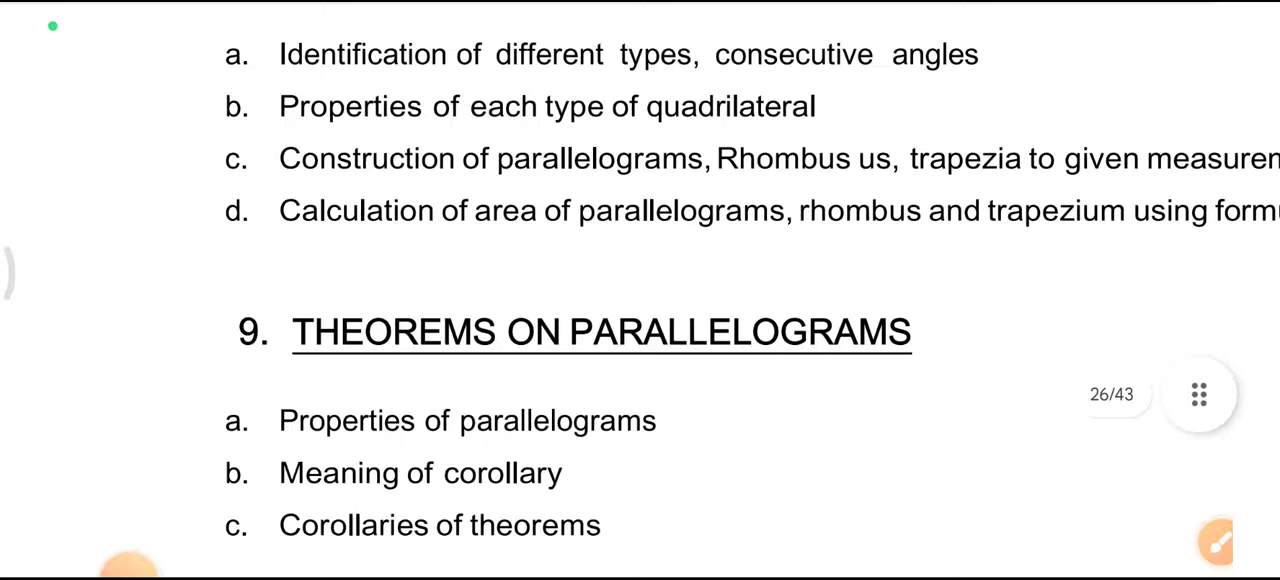 a. Identification of different types, consecutive angles
b. Properties of each type of quadrilateral
c. Construction of parallelograms, Rhombus us, trapezia to given
d. Calculation of area of parallelograms, rhombus and trapezium using
9. THEOREMS ON PARALLELOGRAMS
26/43
a. Properties of parallelograms
b. Meaning of corollary
c. Corollaries of theorems